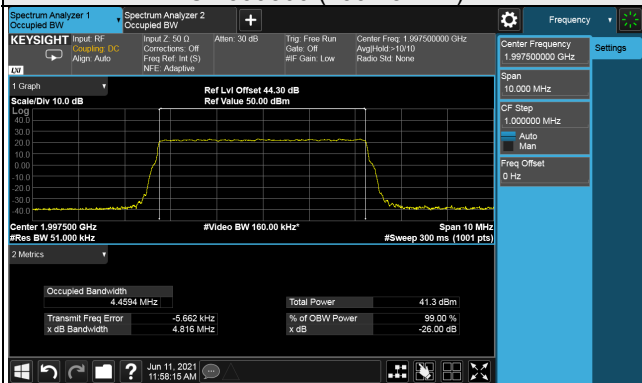 Spectrum Analyzer 1
Occupied BW
Spectrum Analyzer 2
Occupied BW
+
Frequency
KEYSIGHT
Input: RF
Coupling: DC
Align: Auto
Input Z: 50 Ω
Corrections: Off
Freq Ref: Int (S)
NFE: Adaptive
Atten: 30 dB
Trig: Free Run
Gate: Off
#IF Gain: Low
Center Freq: 1.997500000 GHz
Avg|Hold:>10/10
Radio Std: None
LXI
Center Frequency
1.997500000 GHz
Settings
Span
10.000 MHz
CF Step
1.000000 MHz
Auto
Man
Freq Offset
0 Hz
1 Graph
Scale/Div 10.0 dB
Ref Lvl Offset 44.30 dB
Ref Value 50.00 dBm
Log
40.0
30.0
20.0
10.0
0.00
-10.0
-20.0
-30.0
-40.0
Center 1.997500 GHz
#Res BW 51.000 kHz
#Video BW 160.00 kHz*
Span 10 MHz
#Sweep 300 ms (1001 pts)
2 Metrics
Occupied Bandwidth
4.4594 MHz
Total Power 41.3 dBm
Transmit Freq Error -5.662 kHz
% of OBW Power 99.00 %
x dB Bandwidth 4.816 MHz
x dB -26.00 dB
?
Jun 11, 2021
11:58:15 AM